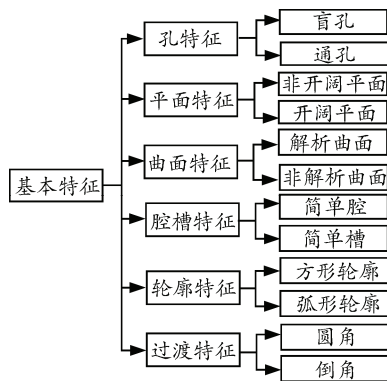 基本特征
孔特征
盲孔
通孔
平面特征
非开阔平面
开阔平面
曲面特征
解析曲面
非解析曲面
腔槽特征
简单腔
简单槽
轮廓特征
方形轮廓
弧形轮廓
过渡特征
圆角
倒角